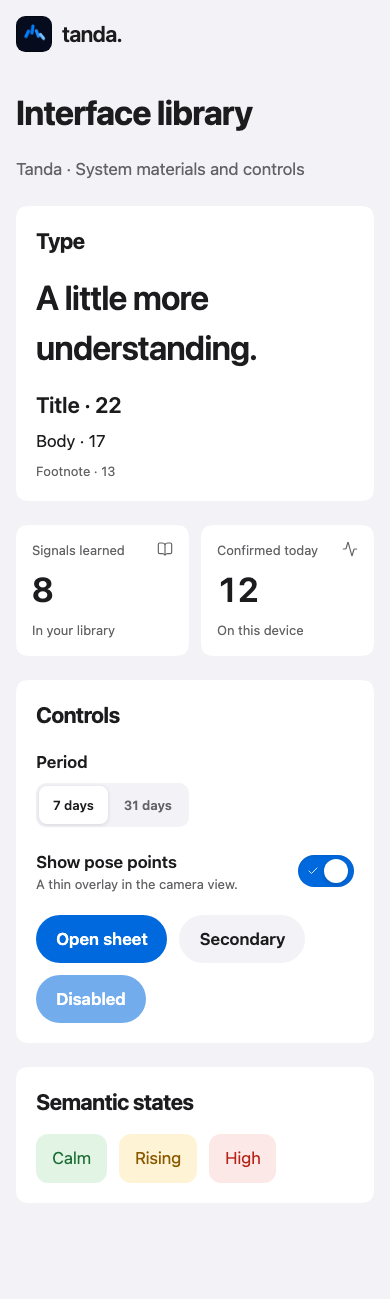 tanda.
Interface library
Tanda · System materials and controls
Type
A little more
understanding.
Title · 22
Body · 17
Footnote · 13
Signals learned
8
In your library
Confirmed today
12
On this device
Controls
Period
7 days
31 days
Show pose points
A thin overlay in the camera view.
Open sheet
Secondary
Disabled
Semantic states
Calm
Rising
High